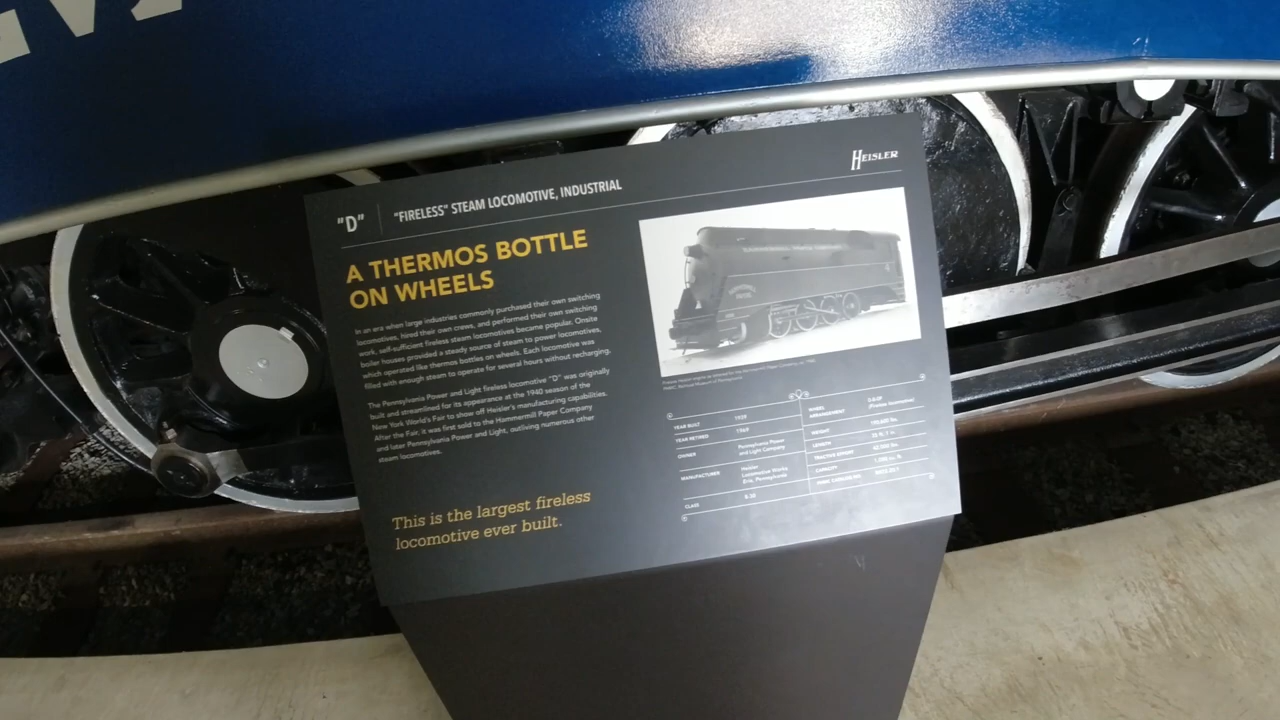 HEISLER
"D" "FIRELESS" STEAM LOCOMOTIVE, INDUSTRIAL
A THERMOS BOTTLE
ON WHEELS
In an era when large industries commonly purchased their own switching
locomotives, hired their own crews, and performed their own switching
work, self-sufficient fireless steam locomotives became popular. Onsite
boiler houses provided a steady source of steam to power locomotives,
which operated like thermos bottles on wheels. Each locomotive was
filled with enough steam to operate for several hours without recharging.
The Pennsylvania Power and Light fireless locomotive "D" was originally
built and streamlined for its appearance at the 1940 season of the
New York World's Fair to show off Heisler's manufacturing capabilities.
After the Fair, it was first sold to the Hammermill Paper Company
and later Pennsylvania Power and Light, outliving numerous other
steam locomotives.
This is the largest fireless
locomotive ever built.
YEAR BUILT 1939
YEAR RETIRED 1969
OWNER Pennsylvania Power
and Light Company
MANUFACTURER Heisler
Locomotive Works
Erie, Pennsylvania
CLASS
WHEEL
ARRANGEMENT
(Fireless locomotive)
WEIGHT
LENGTH
TRACTIVE EFFORT
CAPACITY